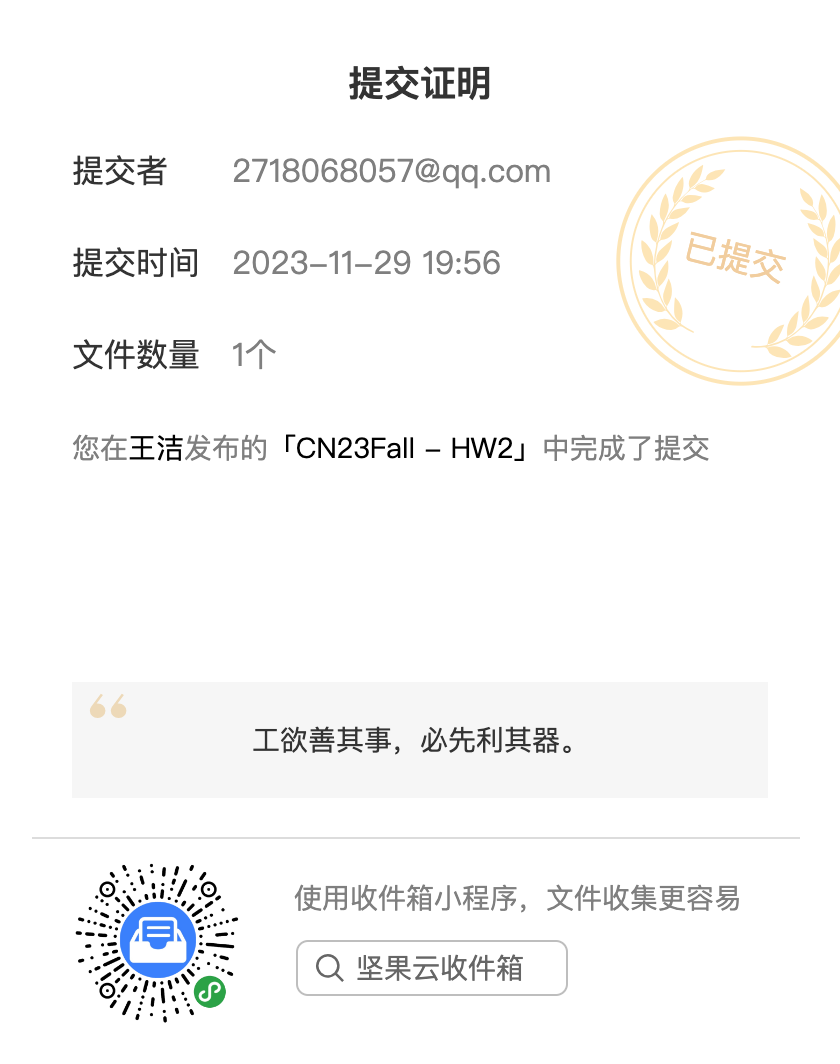 提交证明
提交者 2718068057@qq.com
已提交
提交时间 2023-11-29 19:56
文件数量 1个
您在王洁发布的「CN23Fall - HW2」中完成了提交
工欲善其事，必先利其器。
使用收件箱小程序，文件收集更容易
坚果云收件箱